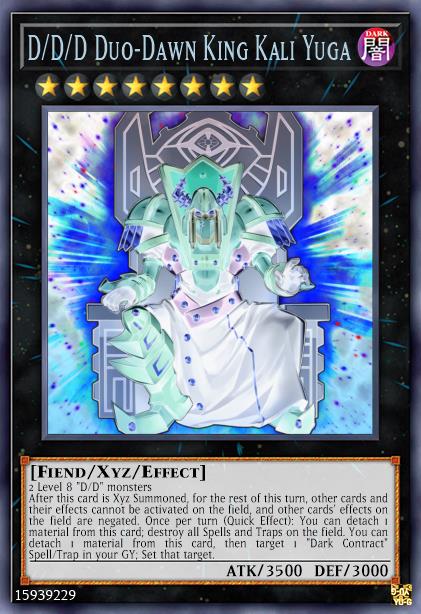 D/D/D Duo-Dawn King Kali Yuga
DARK
闇
[Fiend/Xyz/Effect]
2 Level 8 "D/D" monsters
After this card is Xyz Summoned, for the rest of this turn, other cards and
their effects cannot be activated on the field, and other cards' effects on
the field are negated. Once per turn (Quick Effect): You can detach 1
material from this card; destroy all Spells and Traps on the field. You can
detach 1 material from this card, then target 1 "Dark Contract"
Spell/Trap in your GY; Set that target.
ATK/3500 DEF/3000
15939229